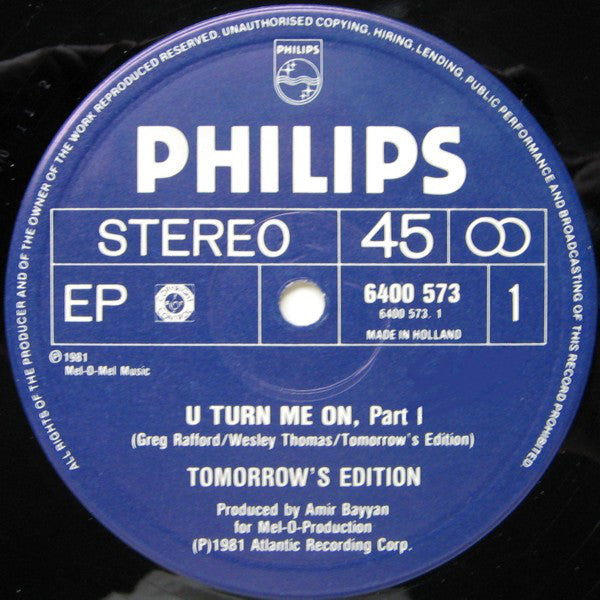 ALL RIGHTS OF THE PRODUCER AND OF THE OWNER OF THE WORK REPRODUCED RESERVED. UNAUTHORISED COPYING, HIRING, LENDING, PUBLIC PERFORMANCE AND BROADCASTING OF THIS RECORD PROHIBITED.
PHILIPS
PHILIPS
STEREO 45
EP 6400 573 1
6400 573. 1
MADE IN HOLLAND
Ⓟ1981
Mel-O-Mel Music
U TURN ME ON, Part I
(Greg Rafford/Wesley Thomas/Tomorrow's Edition)
TOMORROW'S EDITION
Produced by Amir Bayyan
for Mel-O-Production
(P)1981 Atlantic Recording Corp.